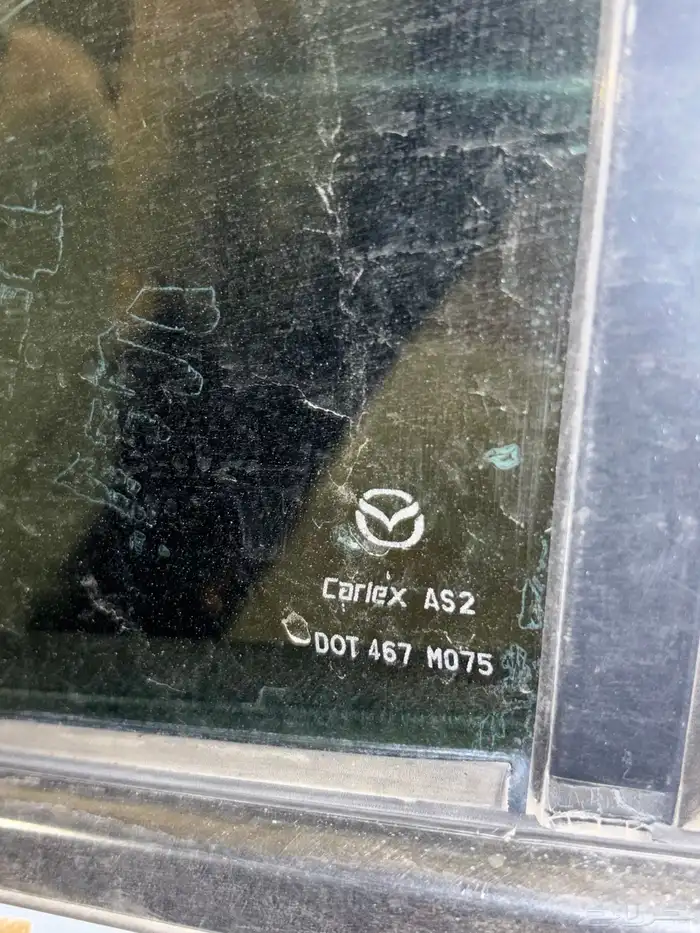 Carlex AS2
DOT 467 M075